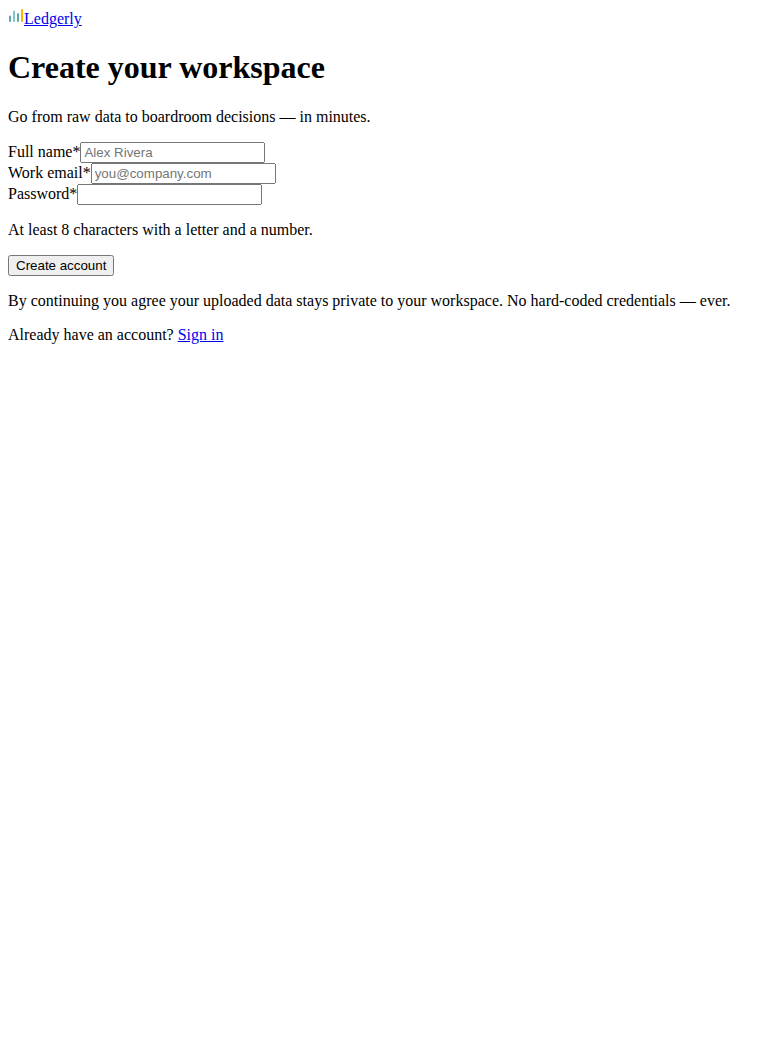 Ledgerly
Create your workspace
Go from raw data to boardroom decisions — in minutes.
Full name* Alex Rivera
Work email* you@company.com
Password*
At least 8 characters with a letter and a number.
Create account
By continuing you agree your uploaded data stays private to your workspace. No hard-coded credentials — ever.
Already have an account? Sign in